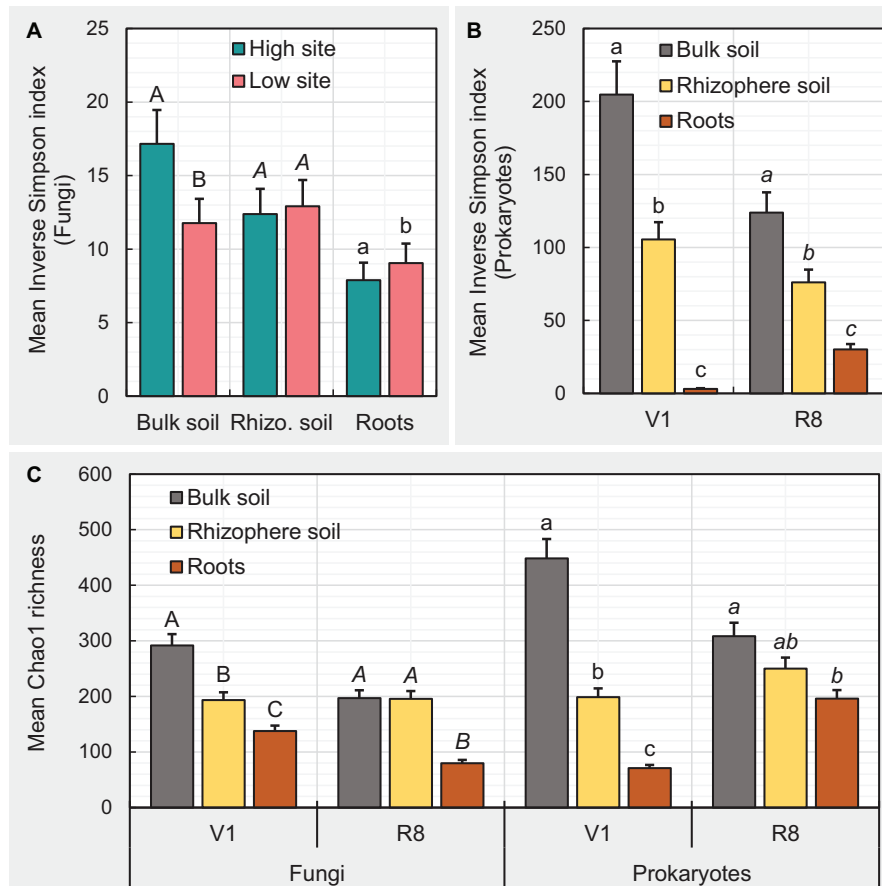 A
25
20
15
10
5
0
Mean Inverse Simpson index
(Fungi)
High site
Low site
A
B
A
A
a
b
Bulk soil
Rhizo. soil
Roots
B
250
200
150
100
50
0
Mean Inverse Simpson index
(Prokaryotes)
Bulk soil
Rhizophere soil
Roots
a
b
c
a
b
c
V1
R8
C
600
500
400
300
200
100
0
Mean Chao1 richness
Bulk soil
Rhizophere soil
Roots
A
B
C
A
A
B
a
b
c
a
ab
b
V1
R8
V1
R8
Fungi
Prokaryotes